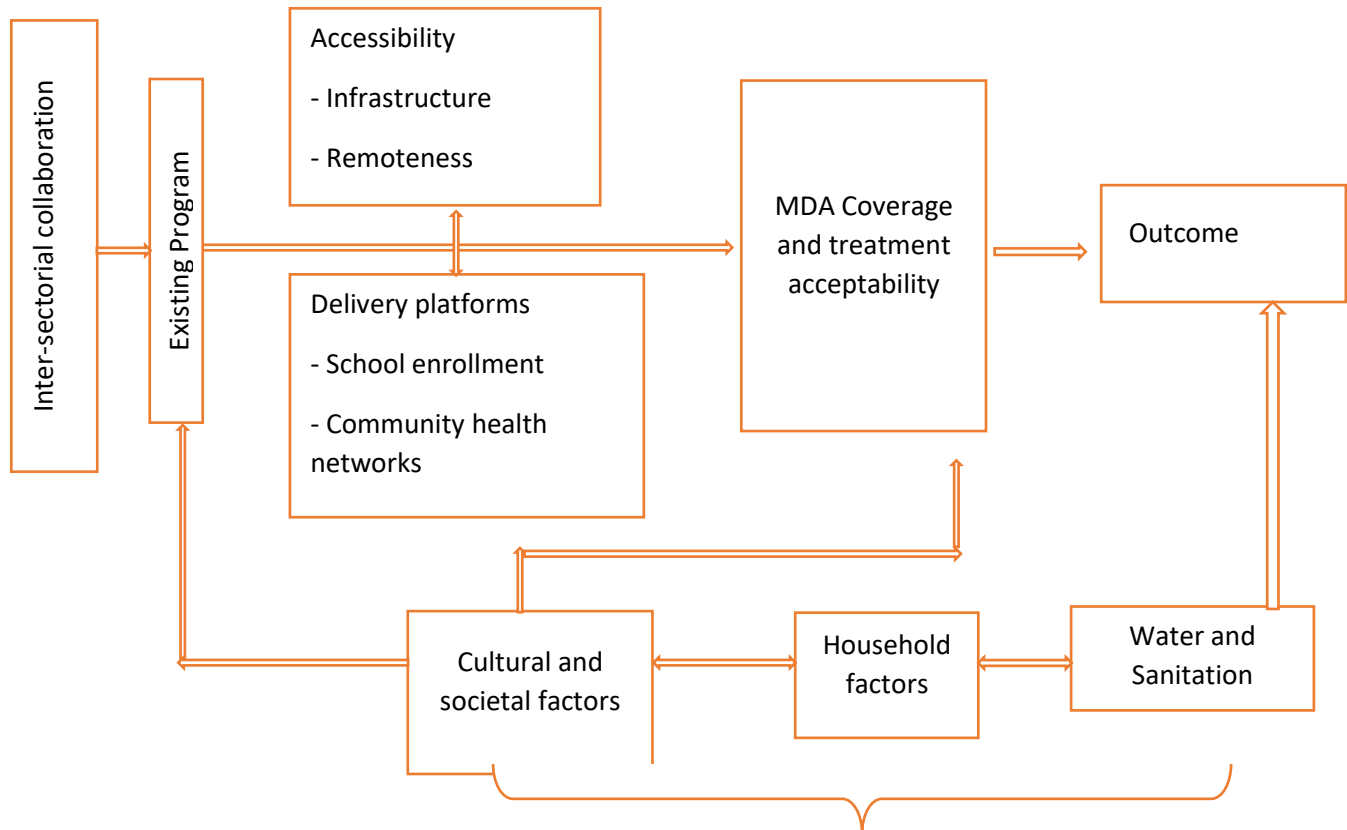 Inter-sectorial collaboration
Existing Program
Accessibility
- Infrastructure
- Remoteness
Delivery platforms
- School enrollment
- Community health
networks
MDA Coverage
and treatment
acceptability
Outcome
Cultural and
societal factors
Household
factors
Water and
Sanitation